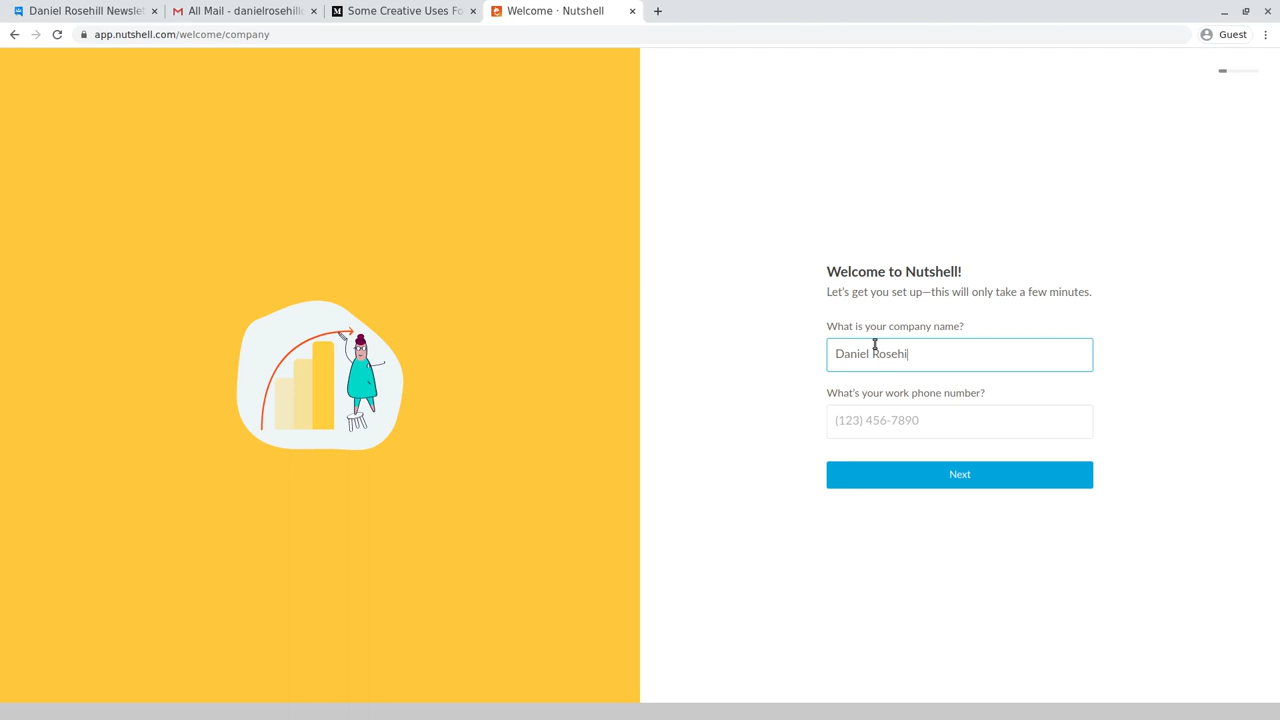 Daniel Rosehill Newslet
All Mail - danielrosehillc
Some Creative Uses Fo
Welcome · Nutshell
app.nutshell.com/welcome/company
Guest
Welcome to Nutshell!
Let's get you set up—this will only take a few minutes.
What is your company name?
Daniel Rosehi
What's your work phone number?
(123) 456-7890
Next